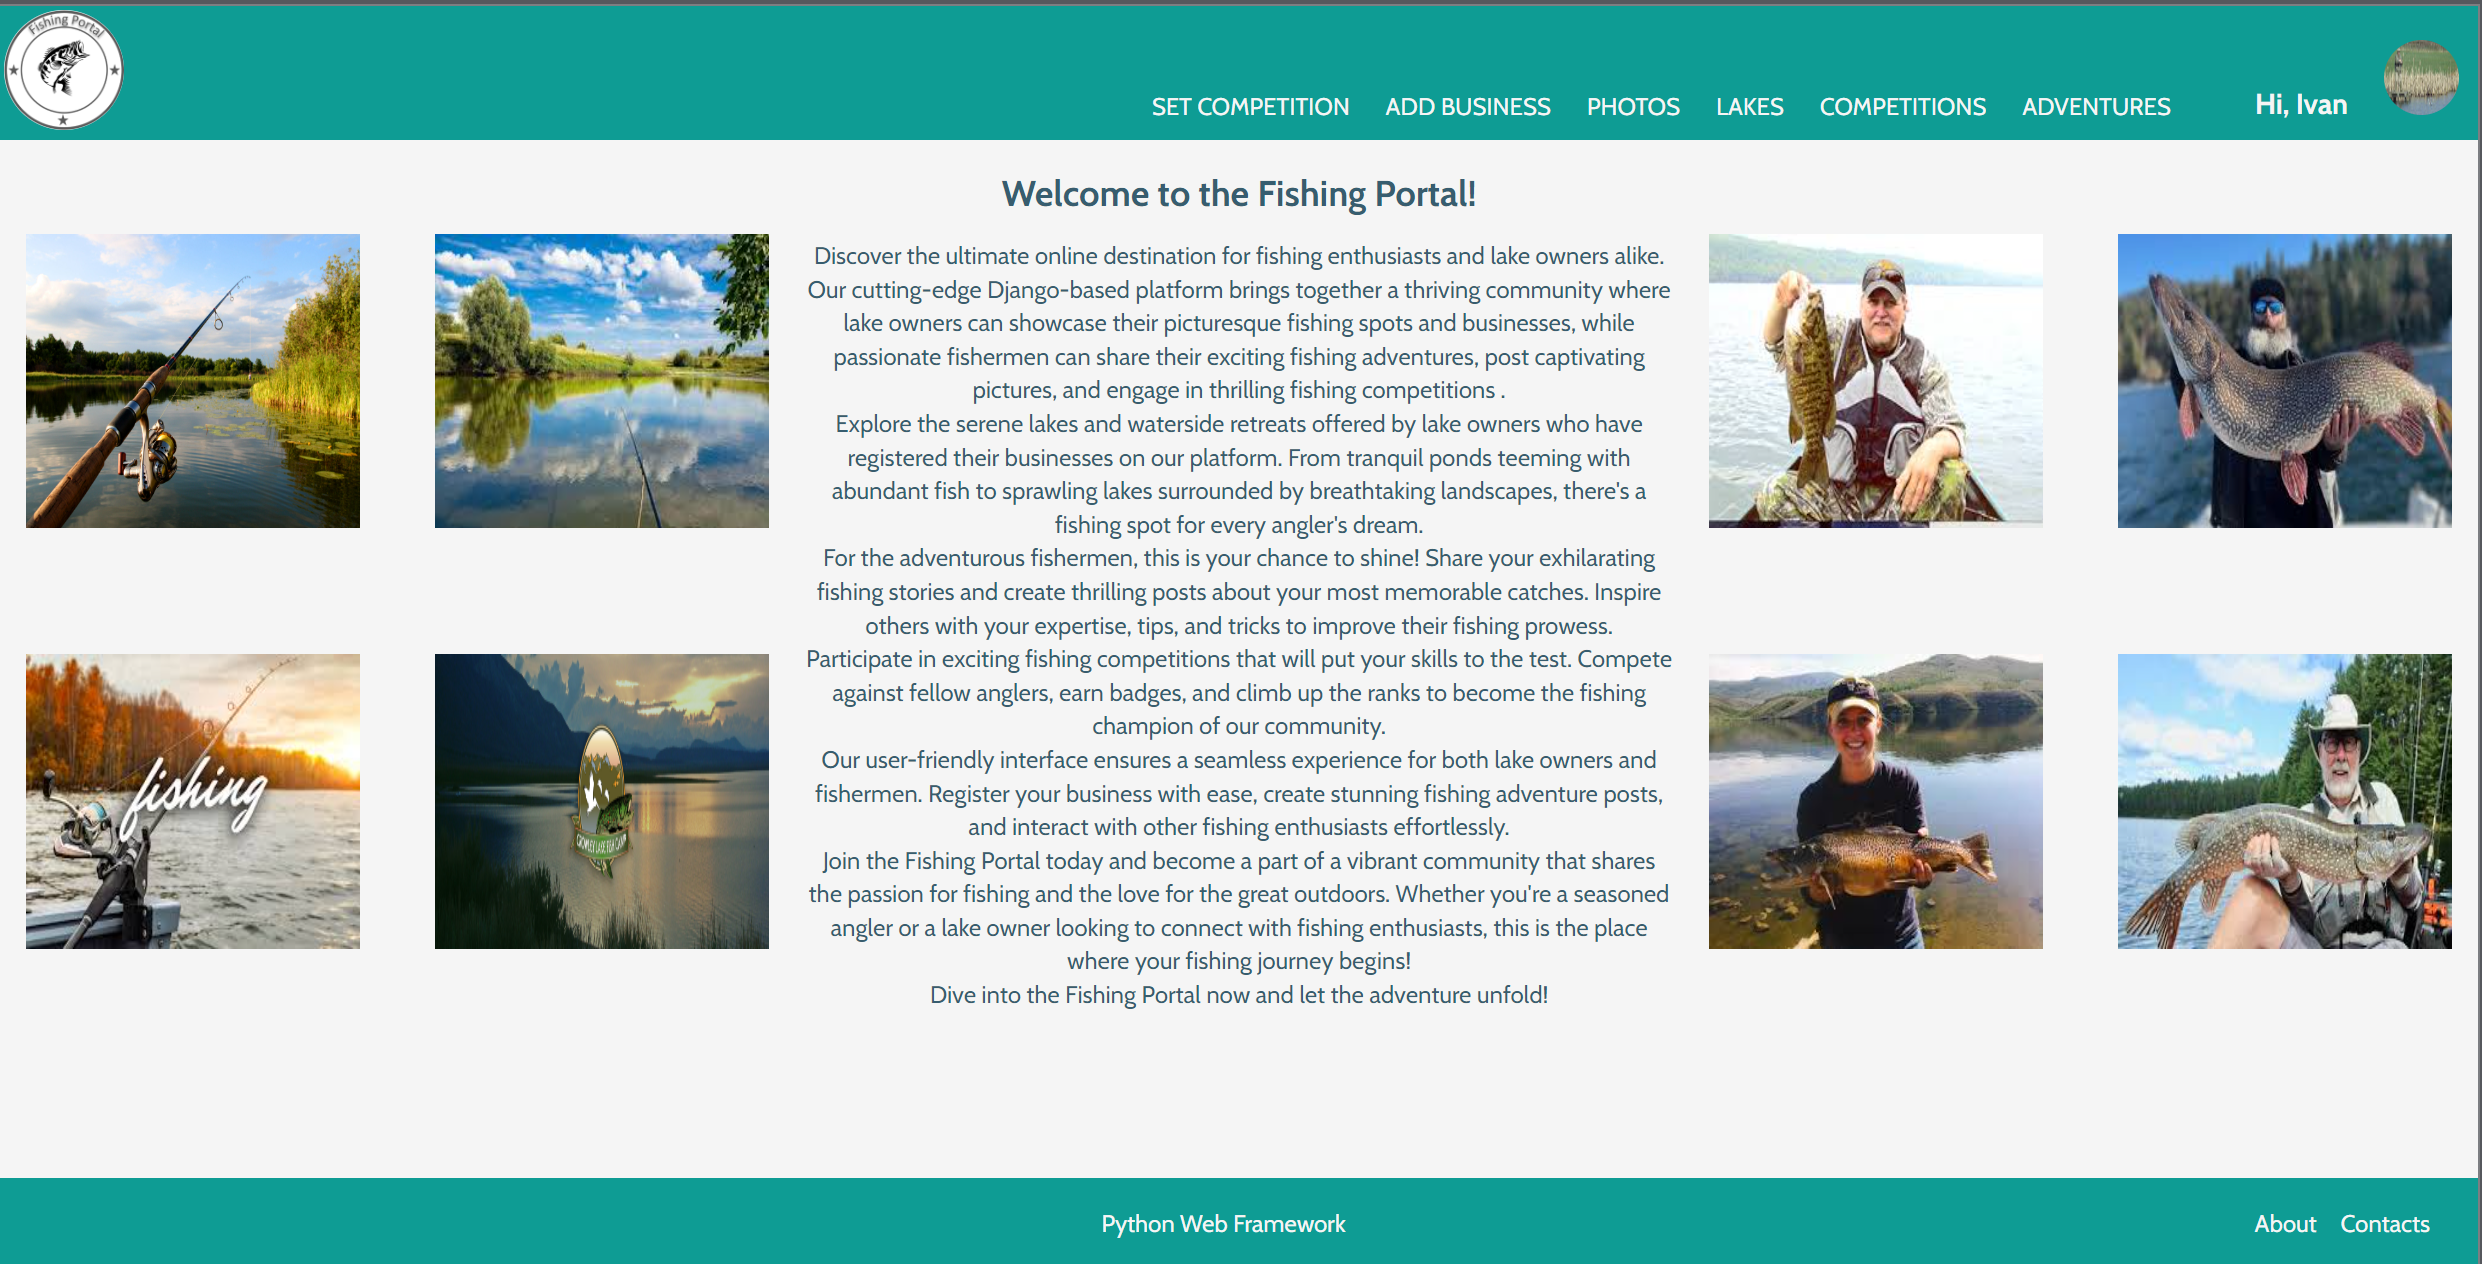 Fishing Portal
SET COMPETITION ADD BUSINESS PHOTOS LAKES COMPETITIONS ADVENTURES Hi, Ivan
Welcome to the Fishing Portal!
Discover the ultimate online destination for fishing enthusiasts and lake owners alike.
Our cutting-edge Django-based platform brings together a thriving community where
lake owners can showcase their picturesque fishing spots and businesses, while
passionate fishermen can share their exciting fishing adventures, post captivating
pictures, and engage in thrilling fishing competitions .
Explore the serene lakes and waterside retreats offered by lake owners who have
registered their businesses on our platform. From tranquil ponds teeming with
abundant fish to sprawling lakes surrounded by breathtaking landscapes, there's a
fishing spot for every angler's dream.
For the adventurous fishermen, this is your chance to shine! Share your exhilarating
fishing stories and create thrilling posts about your most memorable catches. Inspire
others with your expertise, tips, and tricks to improve their fishing prowess.
Participate in exciting fishing competitions that will put your skills to the test. Compete
against fellow anglers, earn badges, and climb up the ranks to become the fishing
champion of our community.
Our user-friendly interface ensures a seamless experience for both lake owners and
fishermen. Register your business with ease, create stunning fishing adventure posts,
and interact with other fishing enthusiasts effortlessly.
Join the Fishing Portal today and become a part of a vibrant community that shares
the passion for fishing and the love for the great outdoors. Whether you're a seasoned
angler or a lake owner looking to connect with fishing enthusiasts, this is the place
where your fishing journey begins!
Dive into the Fishing Portal now and let the adventure unfold!
fishing
CROWLEY LAKE FISH CAMP
Python Web Framework
About Contacts